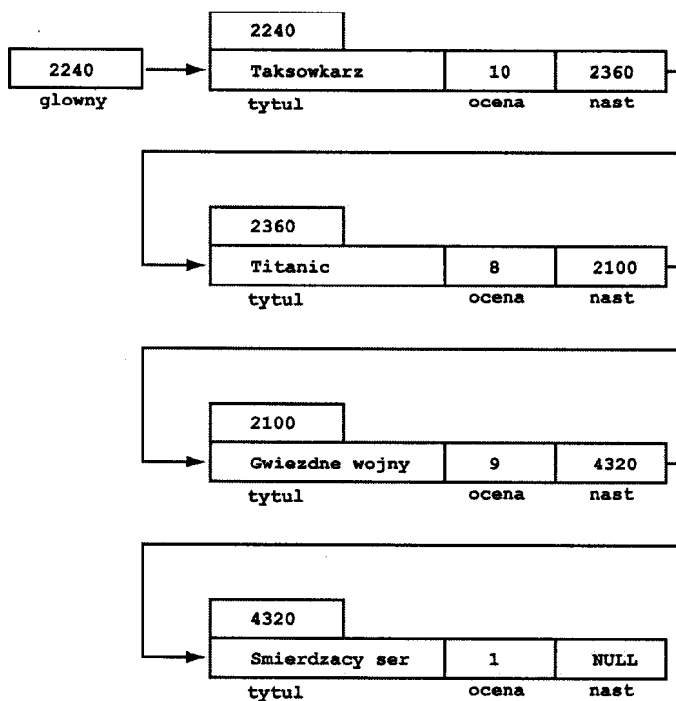 2240
2240
Taksowkarz 10 2360
glowny
tytul ocena nast
2360
Titanic 8 2100
tytul ocena nast
2100
Gwiezdne wojny 9 4320
tytul ocena nast
4320
Smierdzacy ser 1 NULL
tytul ocena nast